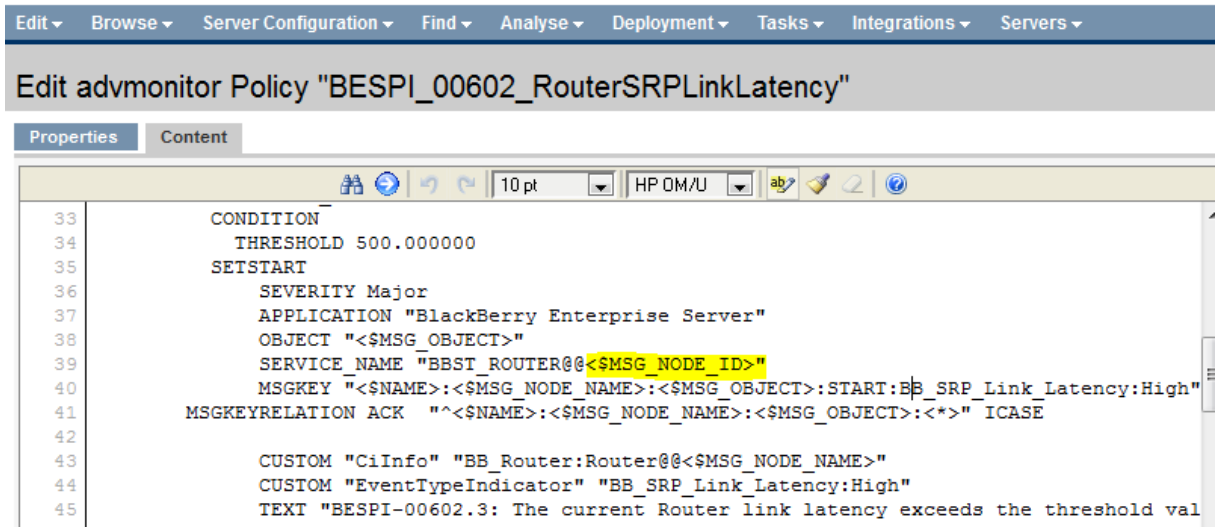 Edit Browse Server Configuration Find Analyse Deployment Tasks Integrations Servers
Edit advmonitor Policy "BESPI_00602_RouterSRPLinkLatency"
Properties Content
10 pt HP OM/U ab
33 CONDITION
34 THRESHOLD 500.000000
35 SETSTART
36 SEVERITY Major
37 APPLICATION "BlackBerry Enterprise Server"
38 OBJECT "<$MSG_OBJECT>"
39 SERVICE_NAME "BBST_ROUTER@@<$MSG_NODE_ID>"
40 MSGKEY "<$NAME>:<$MSG_NODE_NAME>:<$MSG_OBJECT>:START:BB_SRP_Link_Latency:High"
41 MSGKEYRELATION ACK "^<$NAME>:<$MSG_NODE_NAME>:<$MSG_OBJECT>:<*>" ICASE
42
43 CUSTOM "CiInfo" "BB_Router:Router@@<$MSG_NODE_NAME>"
44 CUSTOM "EventTypeIndicator" "BB_SRP_Link_Latency:High"
45 TEXT "BESPI-00602.3: The current Router link latency exceeds the threshold val